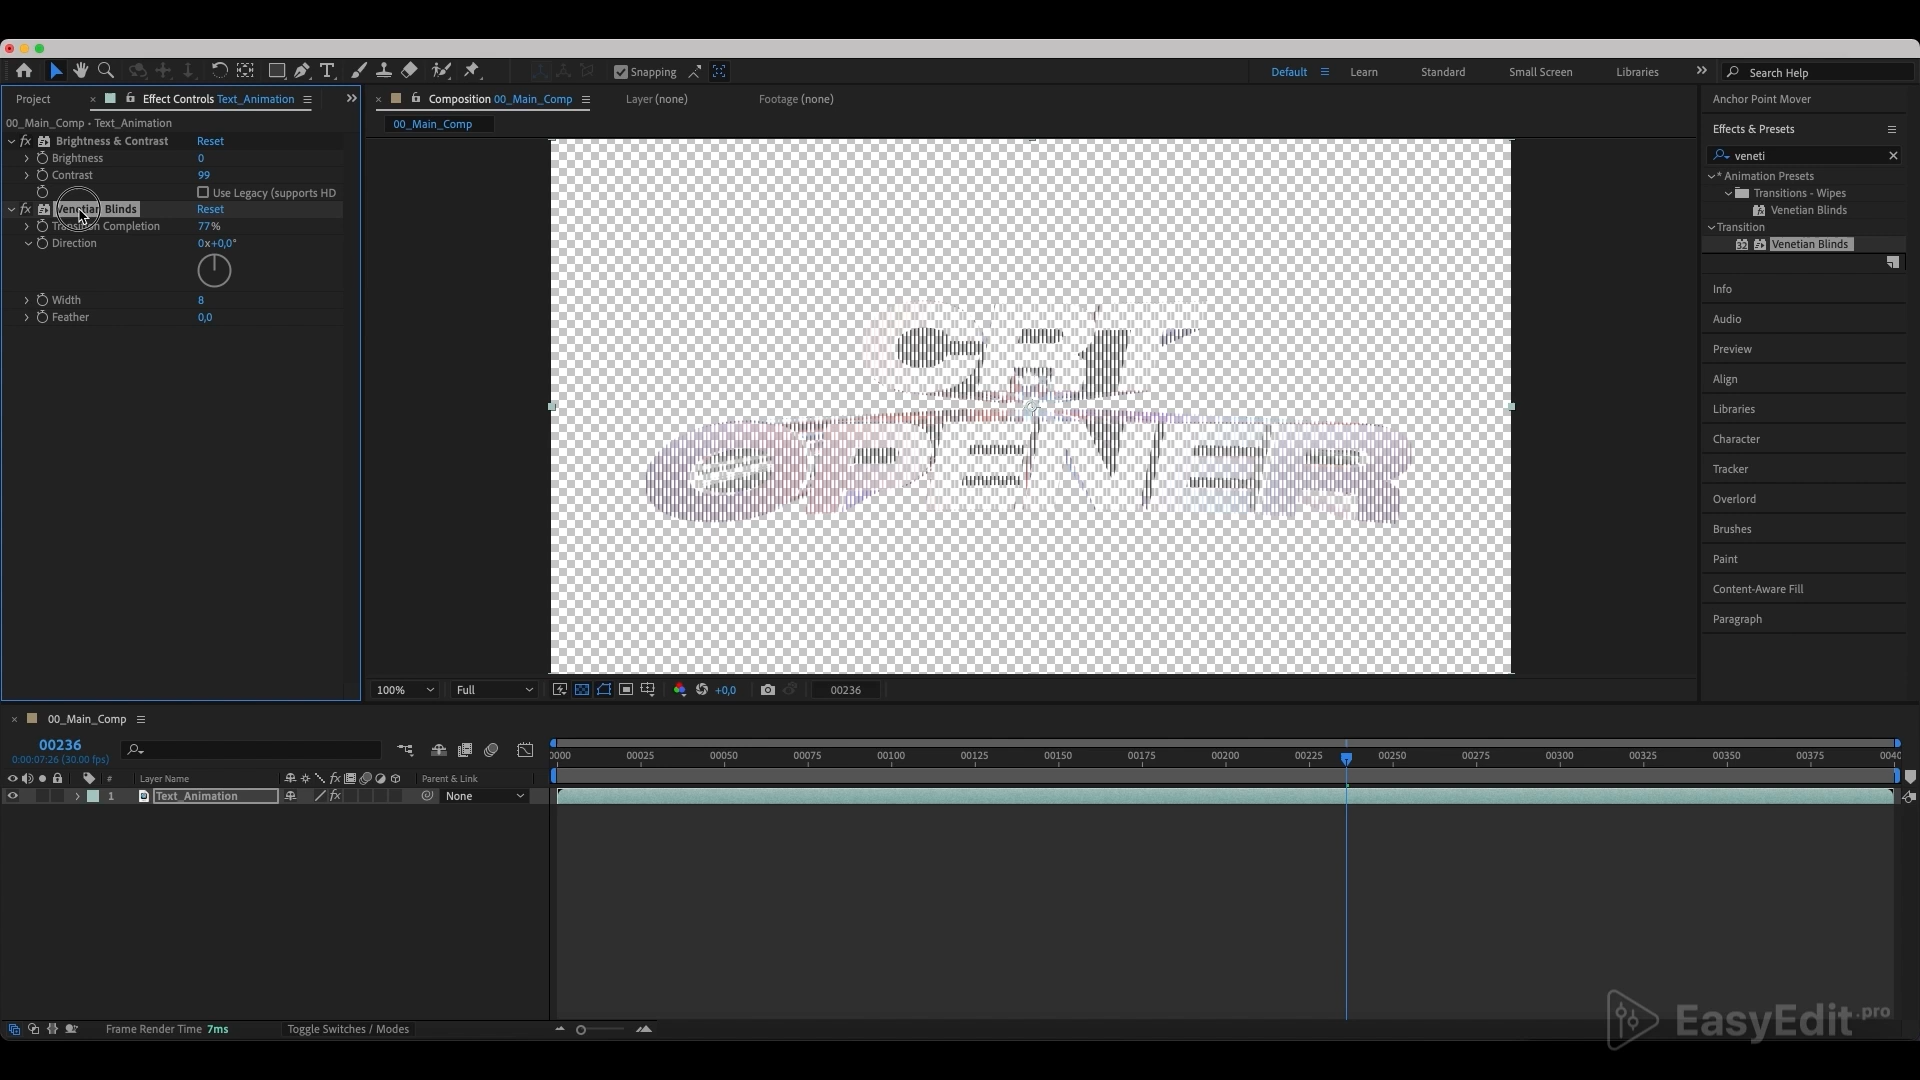 Snapping
Default
Learn
Standard
Small Screen
Libraries
Search Help
Project
Effect Controls Text_Animation
Composition 00_Main_Comp
Layer (none)
Footage (none)
Anchor Point Mover
00_Main_Comp • Text_Animation
00_Main_Comp
Effects & Presets
fx Brightness & Contrast Reset
Brightness 0
Contrast 99
Use Legacy (supports HD
fx Venetian Blinds Reset
Transition Completion 77%
Direction 0x+0,0°
Width 8
Feather 0,0
veneti
* Animation Presets
Transitions - Wipes
Venetian Blinds
Transition
32 Venetian Blinds
Info
Audio
Preview
Align
Libraries
Character
Tracker
Overlord
Brushes
Paint
Content-Aware Fill
Paragraph
OPENER
100%
Full
+0,0
00236
00_Main_Comp
00236
0:00:07:26 (30.00 fps)
0000 00025 00050 00075 00100 00125 00150 00175 00200 00225 00250 00275 00300 00325 00350 00375 0040
# Layer Name fx Parent & Link
1 Text_Animation fx None
Frame Render Time 7ms
Toggle Switches / Modes
EasyEdit.pro